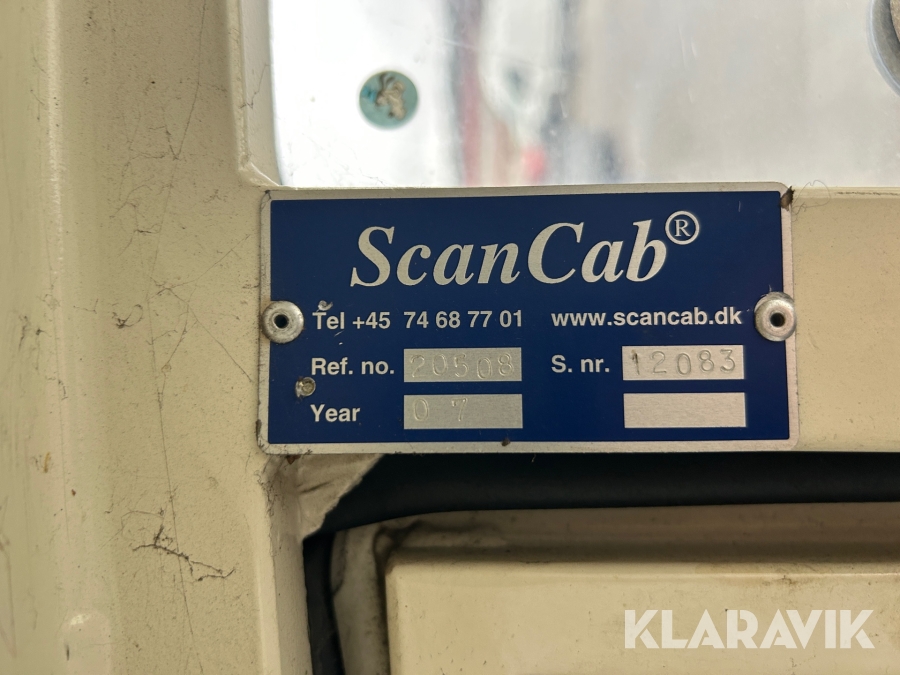 ScanCab®
Tel +45 74 68 77 01 www.scancab.dk
Ref. no. 20508 S. nr. 12083
Year 07
KLARAVIK